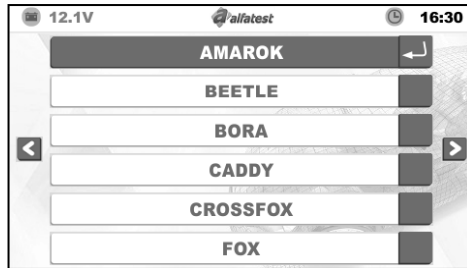 12.1V alfatest 16:30
AMAROK
BEETLE
BORA
CADDY
CROSSFOX
FOX